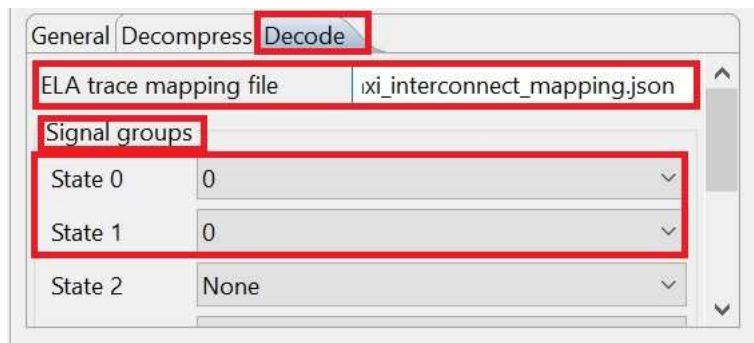 General Decompress Decode
ELA trace mapping file xi_interconnect_mapping.json
Signal groups
State 0 0
State 1 0
State 2 None